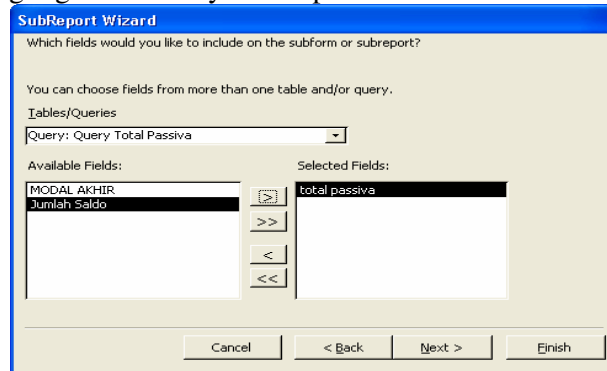 SubReport Wizard
Which fields would you like to include on the subform or subreport?
You can choose fields from more than one table and/or query.
Tables/Queries
Query: Query Total Passiva
Available Fields:
Selected Fields:
MODAL AKHIR
Jumlah Saldo
>
>>
<
<<
total passiva
Cancel
< Back
Next >
Finish